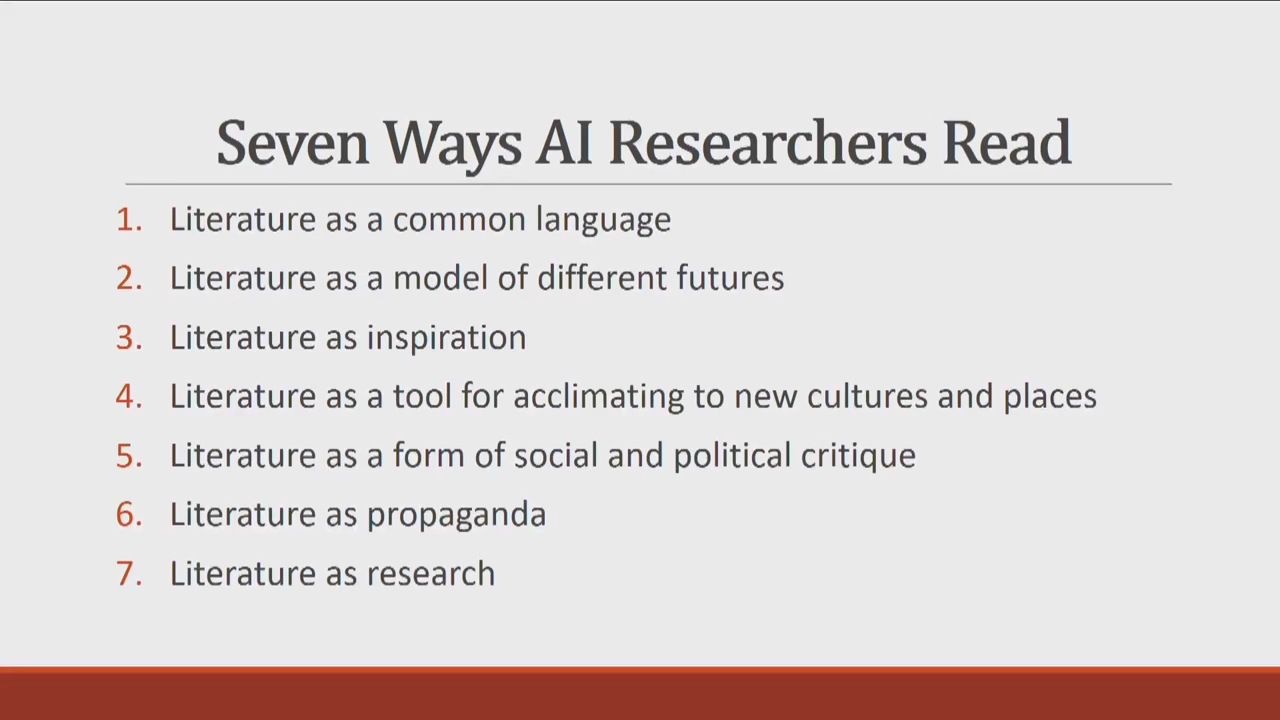 Seven Ways AI Researchers Read
1. Literature as a common language
2. Literature as a model of different futures
3. Literature as inspiration
4. Literature as a tool for acclimating to new cultures and places
5. Literature as a form of social and political critique
6. Literature as propaganda
7. Literature as research